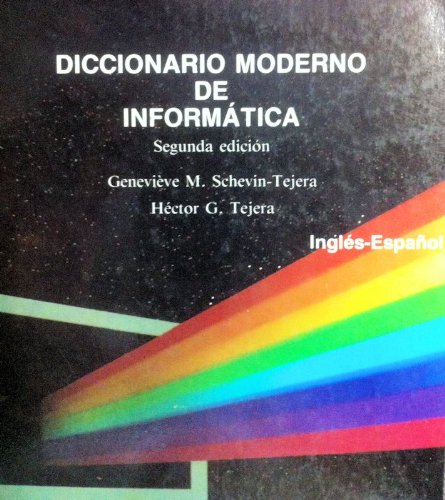 DICCIONARIO MODERNO
DE
INFORMÁTICA
Segunda edición
Geneviève M. Schevin-Tejera
Héctor G. Tejera
Inglés-Español